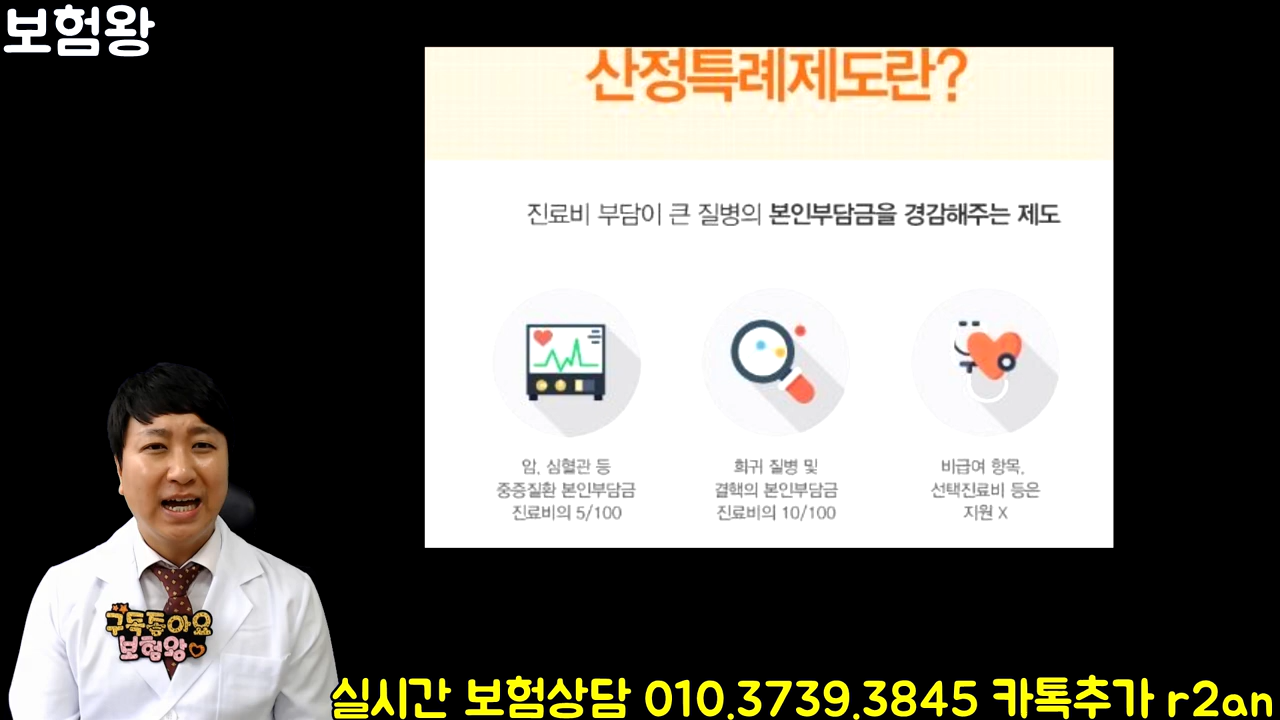 보험왕
산정특례제도란?
진료비 부담이 큰 질병의 본인부담금을 경감해주는 제도
암, 심혈관 등
중증질환 본인부담금
진료비의 5/100
희귀 질병 및
결핵의 본인부담금
진료비의 10/100
비급여 항목,
선택진료비 등은
지원 X
구독좋아요
보험왕
실시간 보험상담 010.3739.3845 카톡추가 r2an